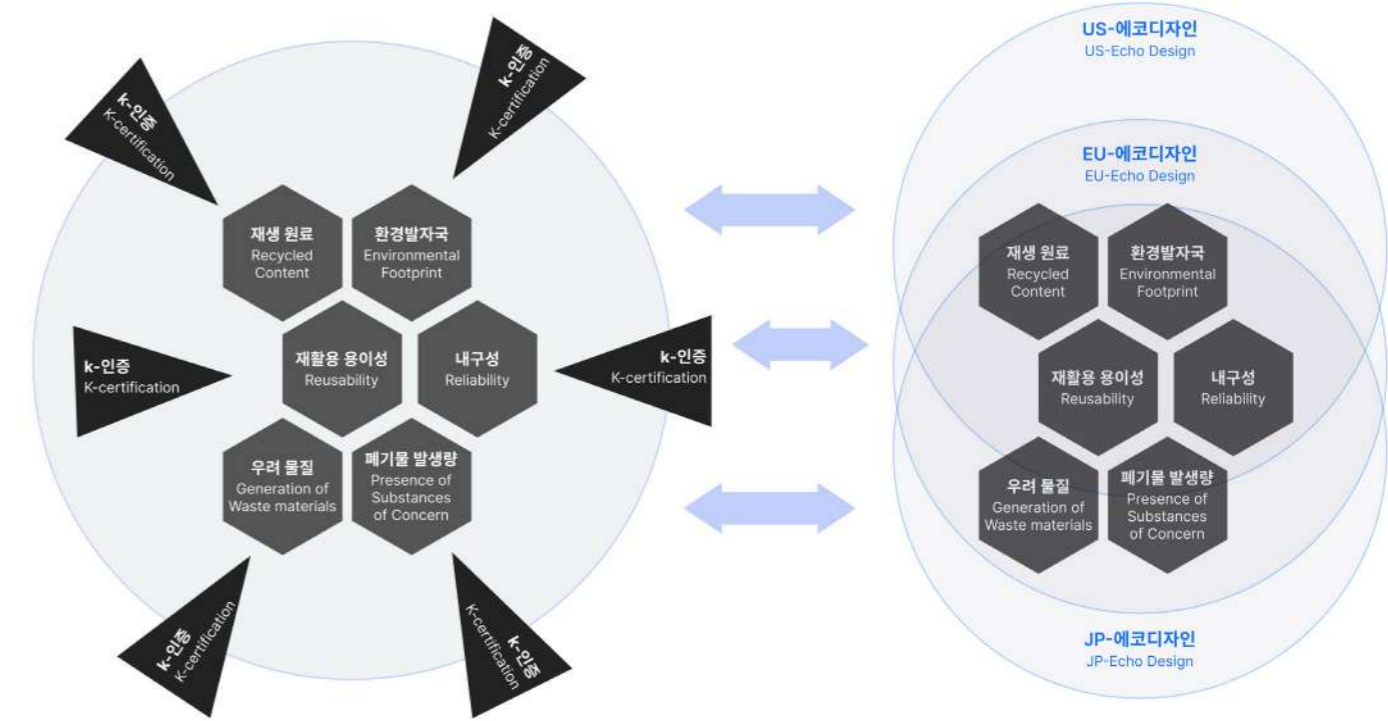 k-인증
K-certification
k-인증
K-certification
재생 원료
Recycled
Content
환경발자국
Environmental
Footprint
k-인증
K-certification
재활용 용이성
Reusability
내구성
Reliability
k-인증
K-certification
우려 물질
Generation of
Waste materials
폐기물 발생량
Presence of
Substances
of Concern
k-인증
K-certification
k-인증
K-certification
US-에코디자인
US-Echo Design
EU-에코디자인
EU-Echo Design
재생 원료
Recycled
Content
환경발자국
Environmental
Footprint
재활용 용이성
Reusability
내구성
Reliability
우려 물질
Generation of
Waste materials
폐기물 발생량
Presence of
Substances
of Concern
JP-에코디자인
JP-Echo Design